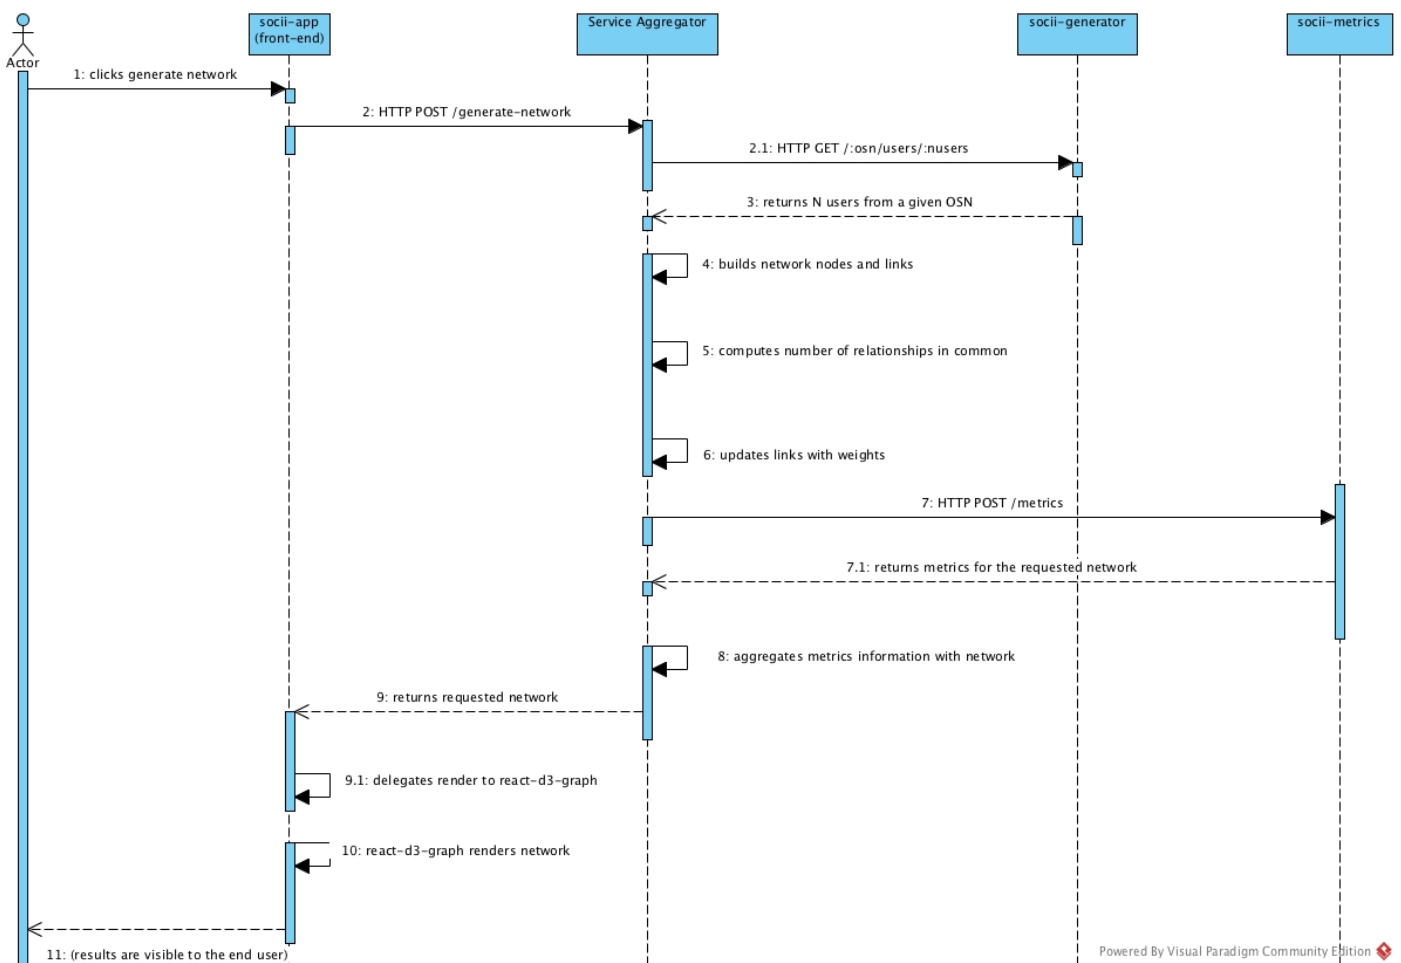 socii-app
(front-end)
Service Aggregator
socii-generator
socii-metrics
Actor
1: clicks generate network
2: HTTP POST /generate-network
2.1: HTTP GET /:osn/users/:nusers
3: returns N users from a given OSN
4: builds network nodes and links
5: computes number of relationships in common
6: updates links with weights
7: HTTP POST /metrics
7.1: returns metrics for the requested network
8: aggregates metrics information with network
9: returns requested network
9.1: delegates render to react-d3-graph
10: react-d3-graph renders network
11: (results are visible to the end user)
Powered By Visual Paradigm Community Edition